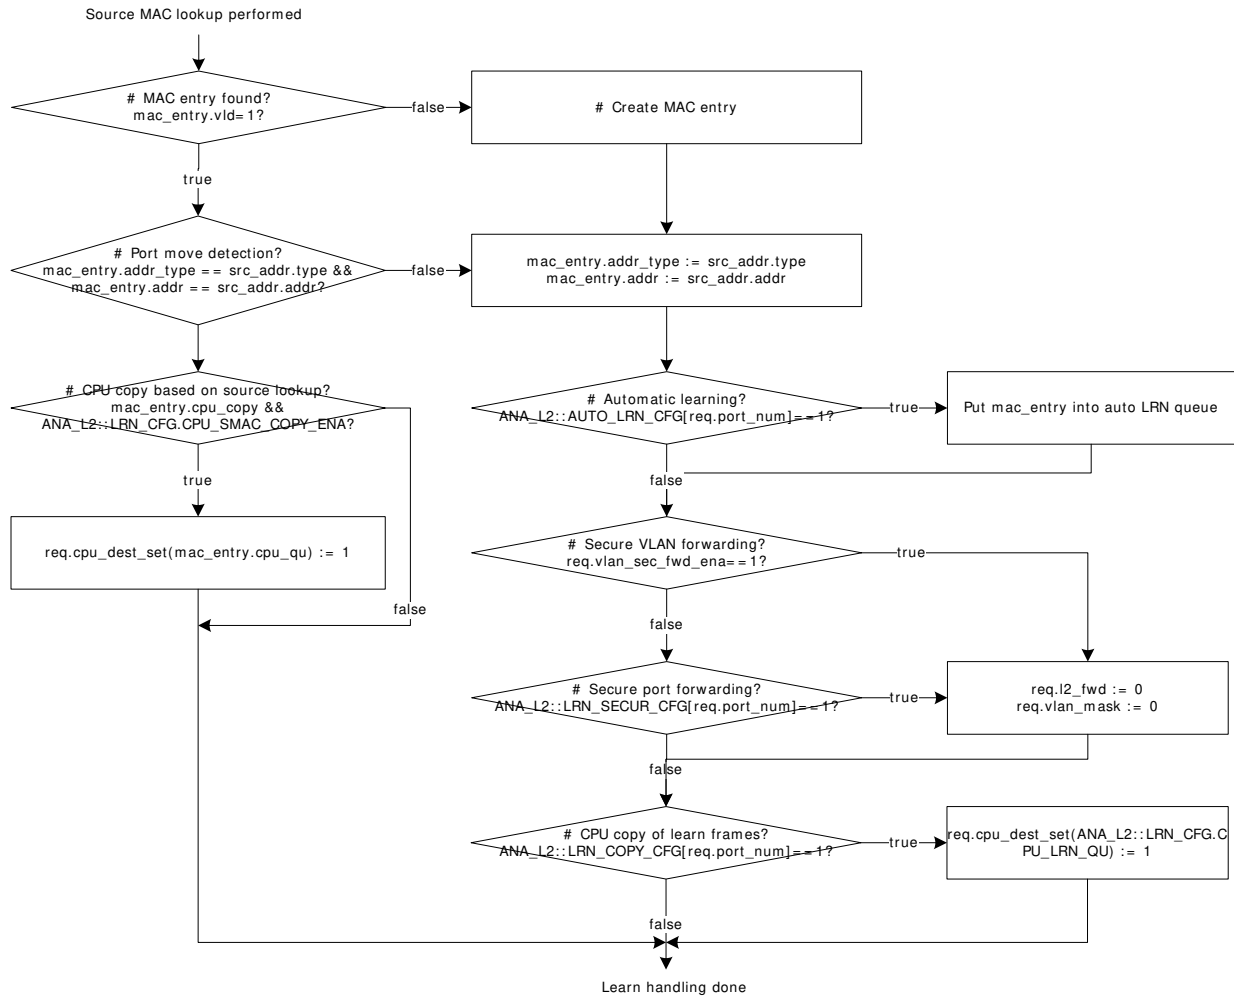 Source MAC lookup performed
# MAC entry found?
mac_entry.vld=1?
false
# Create MAC entry
true
# Port move detection?
mac_entry.addr_type == src_addr.type &&
mac_entry.addr == src_addr.addr?
false
mac_entry.addr_type := src_addr.type
mac_entry.addr := src_addr.addr
# CPU copy based on source lookup?
mac_entry.cpu_copy &&
ANA_L2::LRN_CFG.CPU_SMAC_COPY_ENA?
# Automatic learning?
ANA_L2::AUTO_LRN_CFG[req.port_num]==1?
true
Put mac_entry into auto LRN queue
true
false
req.cpu_dest_set(mac_entry.cpu_qu) := 1
# Secure VLAN forwarding?
req.vlan_sec_fwd_ena==1?
true
false
false
# Secure port forwarding?
ANA_L2::LRN_SECUR_CFG[req.port_num]==1?
true
req.l2_fwd := 0
req.vlan_mask := 0
false
# CPU copy of learn frames?
ANA_L2::LRN_COPY_CFG[req.port_num]==1?
true
req.cpu_dest_set(ANA_L2::LRN_CFG.C
PU_LRN_QU) := 1
false
Learn handling done